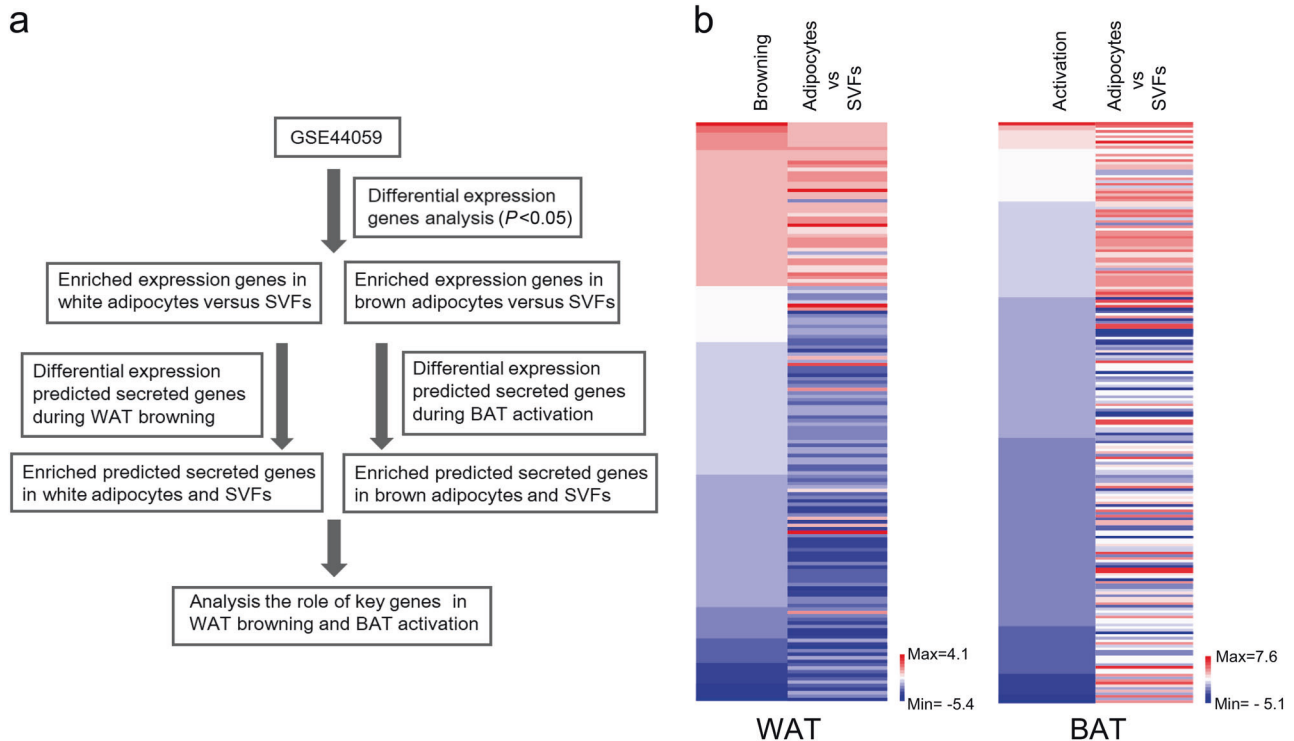 a
GSE44059
Differential expression
genes analysis (P<0.05)
Enriched expression genes in
white adipocytes versus SVFs
Enriched expression genes in
brown adipocytes versus SVFs
Differential expression
predicted secreted genes
during WAT browning
Differential expression
predicted secreted genes
during BAT activation
Enriched predicted secreted genes
in white adipocytes and SVFs
Enriched predicted secreted genes
in brown adipocytes and SVFs
Analysis the role of key genes in
WAT browning and BAT activation
b
Browning
Adipocytes
vs
SVFs
Max=4.1
Min= -5.4
WAT
Activation
Adipocytes
vs
SVFs
Max=7.6
Min= - 5.1
BAT